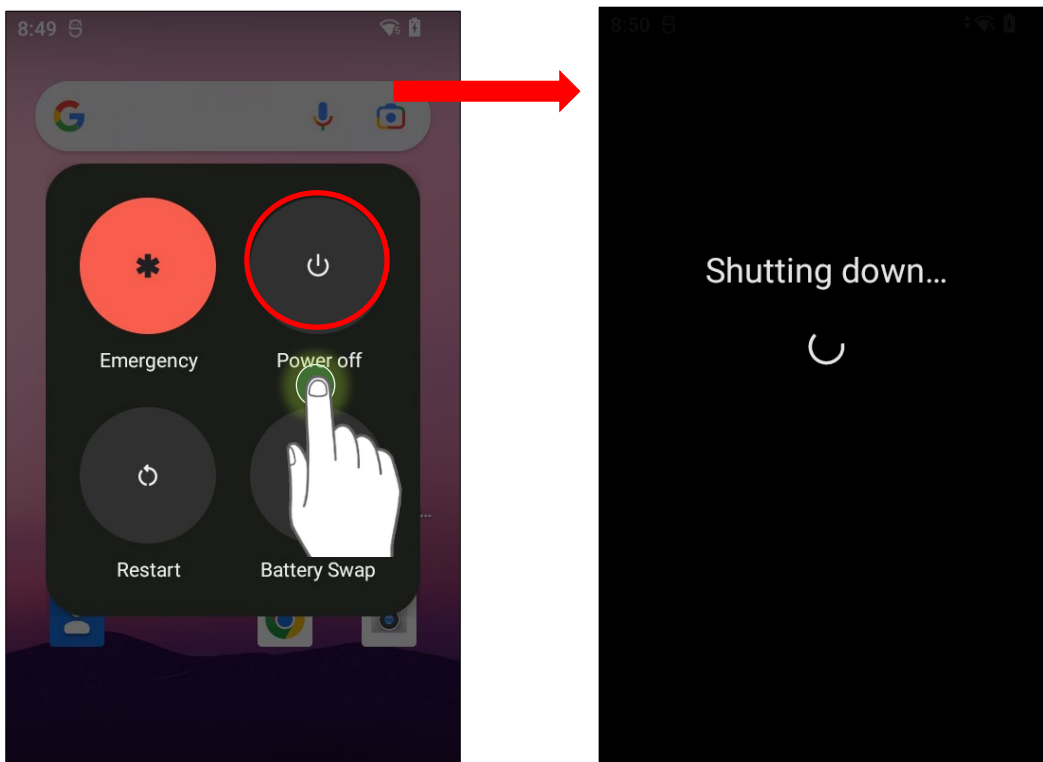 8:49
Emergency
Power off
Restart
Battery Swap
8:50
Shutting down…